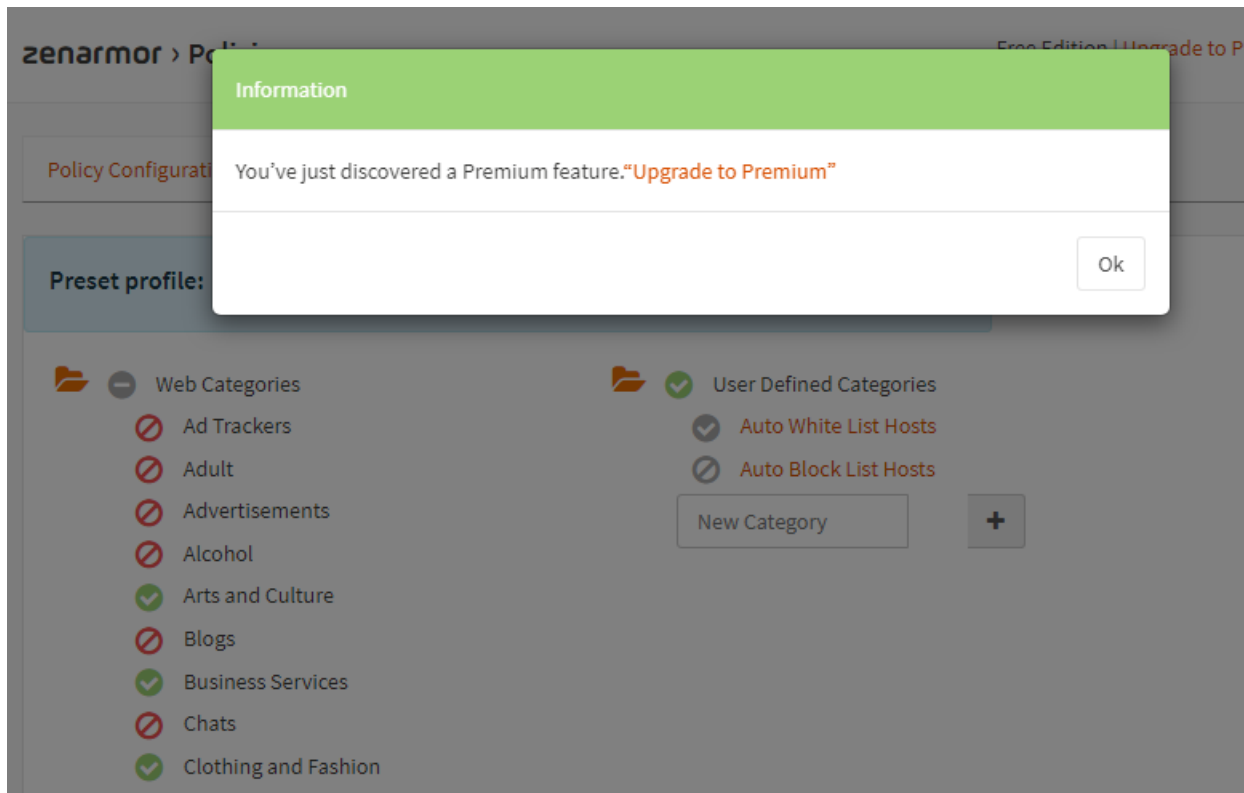 zenarmor › Polici
Free Edition | Upgrade to P
Information
Policy Configurati
You've just discovered a Premium feature.“Upgrade to Premium”
Ok
Preset profile:
Web Categories
Ad Trackers
Adult
Advertisements
Alcohol
Arts and Culture
Blogs
Business Services
Chats
Clothing and Fashion
User Defined Categories
Auto White List Hosts
Auto Block List Hosts
New Category